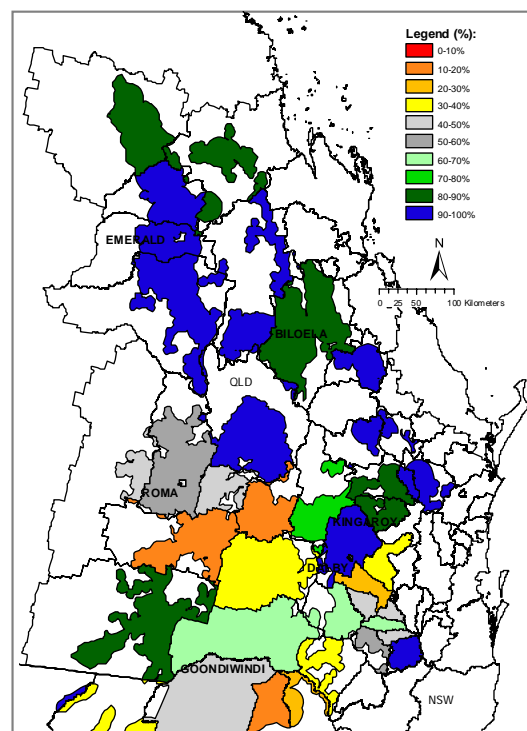 Legend (%):
0-10%
10-20%
20-30%
30-40%
40-50%
50-60%
60-70%
70-80%
80-90%
90-100%
N
EMERALD
0 25 50 100 Kilometers
BILOELA
QLD
ROMA
KINGAROY
DALBY
GOONDIWINDI
NSW